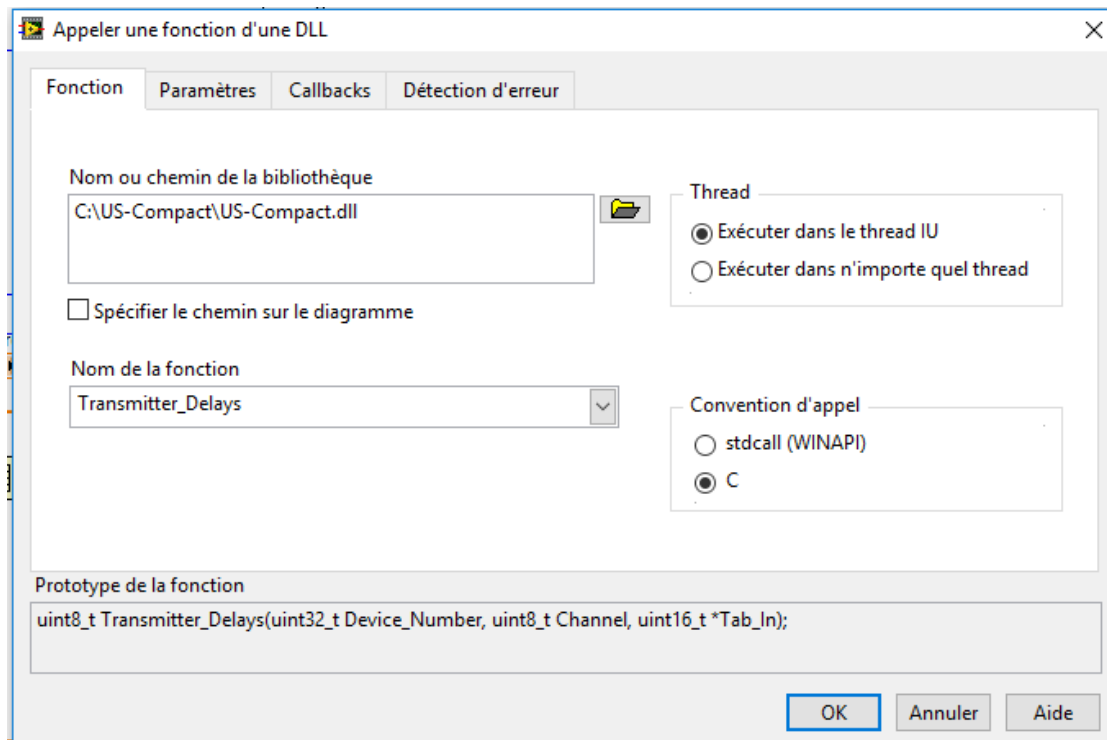 Appeler une fonction d'une DLL
Fonction
Paramètres
Callbacks
Détection d'erreur
Nom ou chemin de la bibliothèque
C:\US-Compact\US-Compact.dll
Thread
Exécuter dans le thread IU
Exécuter dans n'importe quel thread
Spécifier le chemin sur le diagramme
Nom de la fonction
Transmitter_Delays
Convention d'appel
stdcall (WINAPI)
C
Prototype de la fonction
uint8_t Transmitter_Delays(uint32_t Device_Number, uint8_t Channel, uint16_t *Tab_In);
OK
Annuler
Aide